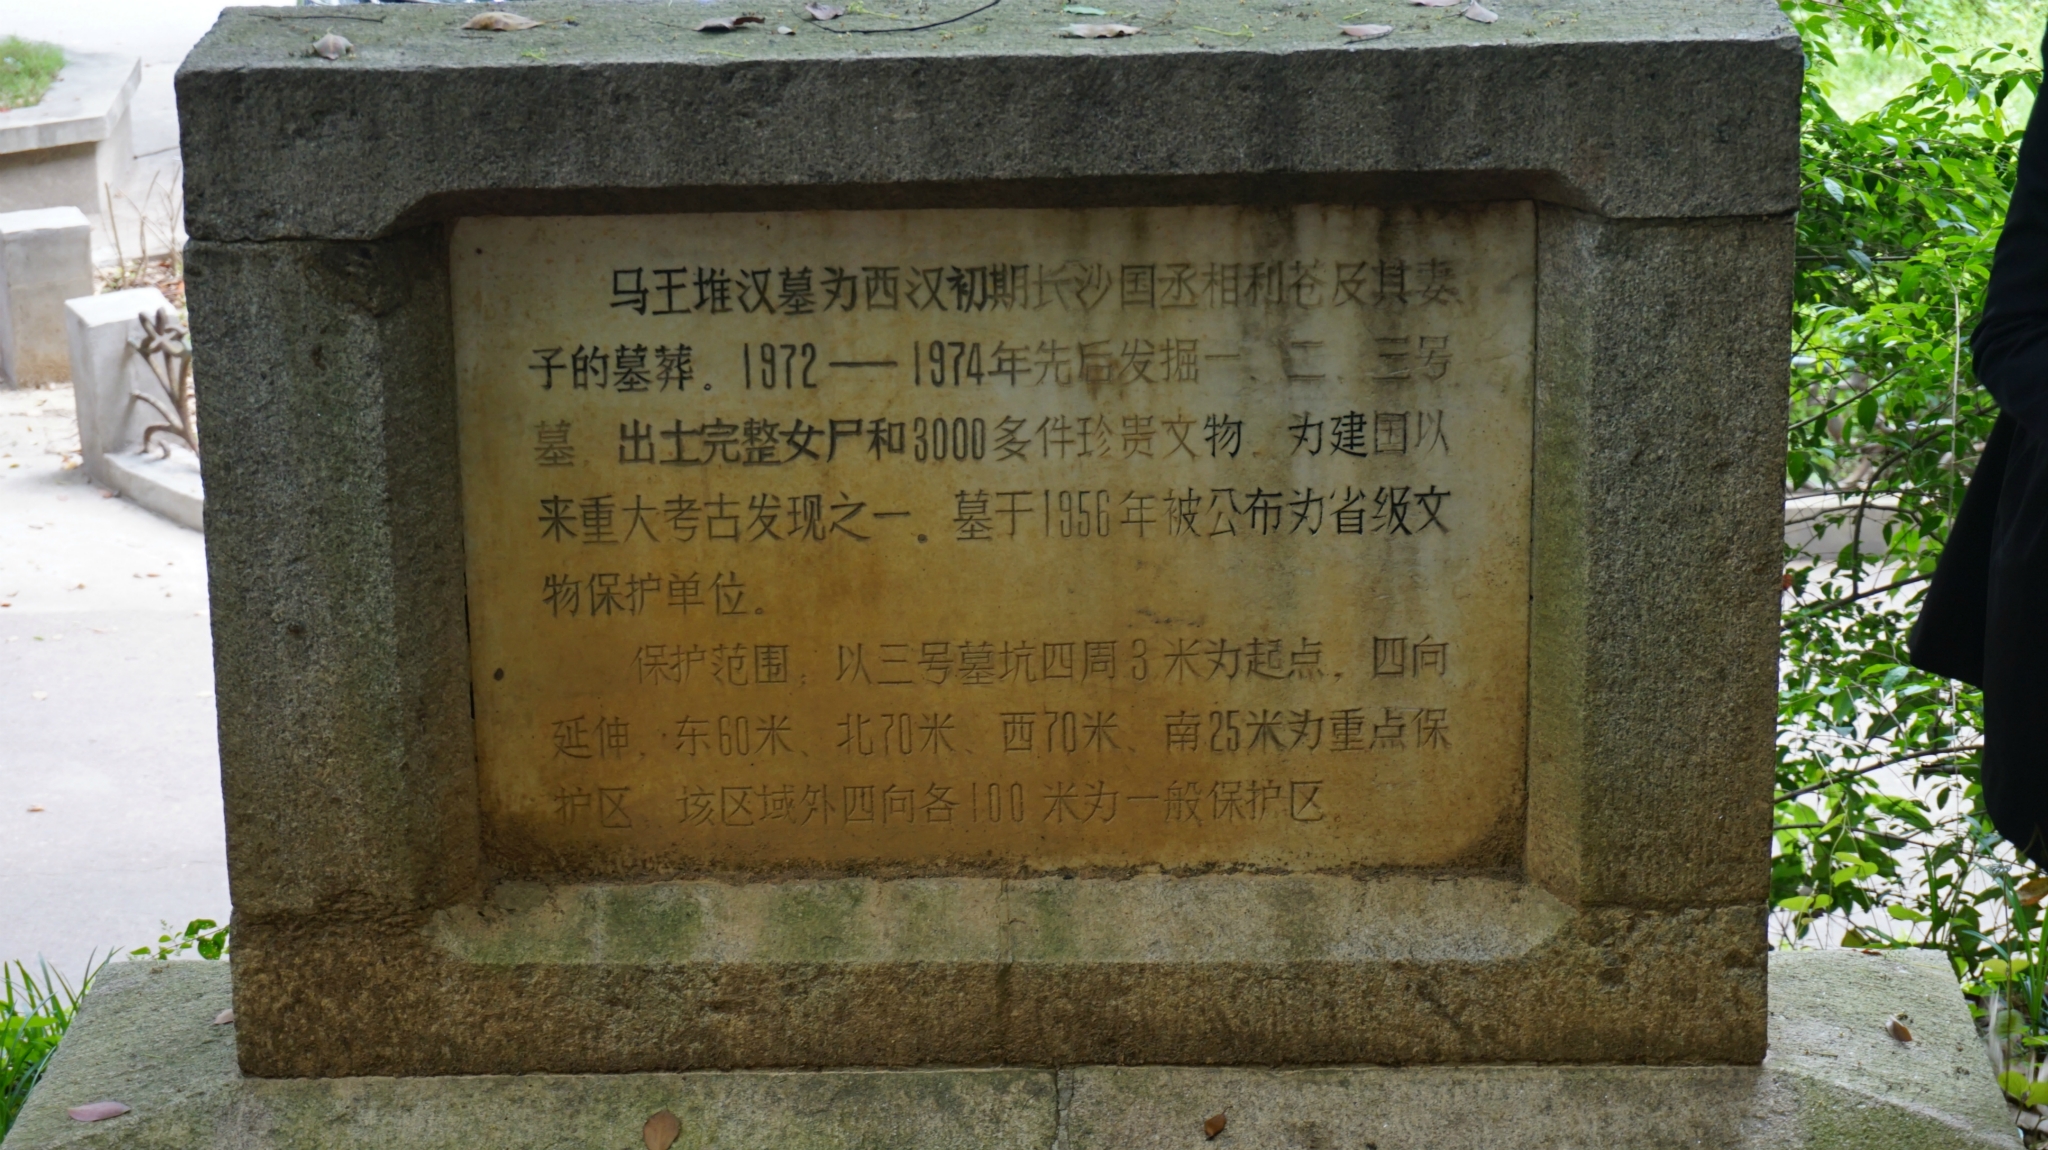 马王堆汉墓为西汉初期长沙国丞相利苍及其妻
子的墓葬。1972——1974年先后发掘一、二、三号
墓，出土完整女尸和3000多件珍贵文物，为建国以
来重大考古发现之一。墓于1956年被公布为省级文
物保护单位。
保护范围：以三号墓坑四周3米为起点，四向
延伸，东60米、北70米、西70米、南25米为重点保
护区，该区域外四向各100米为一般保护区。